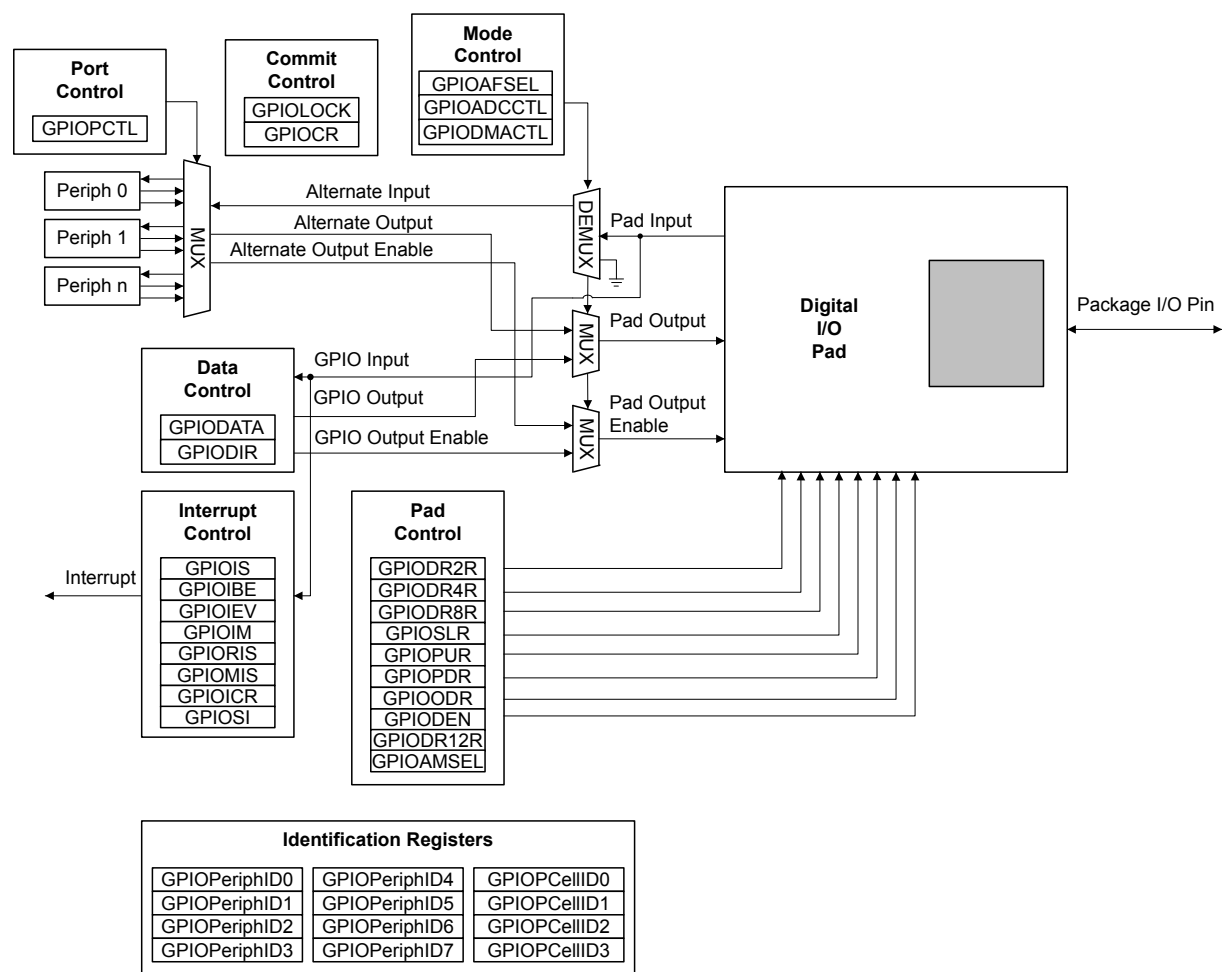 Port
Control
GPIOPCTL
Commit
Control
GPIOLOCK
GPIOCR
Mode
Control
GPIOAFSEL
GPIOADCCTL
GPIODMACTL
Periph 0
Periph 1
Periph n
MUX
Alternate Input
Alternate Output
Alternate Output Enable
DEMUX
Pad Input
MUX
Pad Output
MUX
Pad Output
Enable
Digital
I/O
Pad
Package I/O Pin
Data
Control
GPIODATA
GPIODIR
GPIO Input
GPIO Output
GPIO Output Enable
Interrupt
Control
GPIOIS
GPIOIBE
GPIOIEV
GPIOIM
GPIORIS
GPIOMIS
GPIOICR
GPIOSI
Interrupt
Pad
Control
GPIODR2R
GPIODR4R
GPIODR8R
GPIOSLR
GPIOPUR
GPIOPDR
GPIOODR
GPIODEN
GPIODR12R
GPIOAMSEL
Identification Registers
GPIOPeriphID0
GPIOPeriphID1
GPIOPeriphID2
GPIOPeriphID3
GPIOPeriphID4
GPIOPeriphID5
GPIOPeriphID6
GPIOPeriphID7
GPIOPCellID0
GPIOPCellID1
GPIOPCellID2
GPIOPCellID3